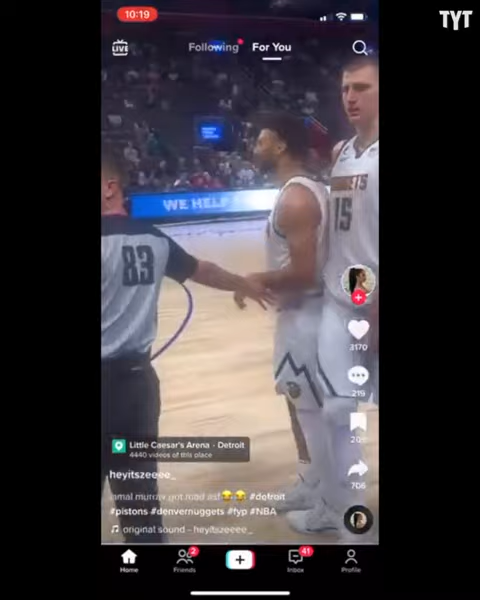 10:19
TYT
LIVE
Following
For You
WE HELP
NUGGETS
15
83
3170
219
706
Little Caesar's Arena - Detroit
4440 videos of this place
heyitszeeee_
jamal murray got mad asf😂😂 #detroit
#pistons #denvernuggets #fyp #NBA
original sound - heyitszeeee_
Home
2
Friends
41
Inbox
Profile